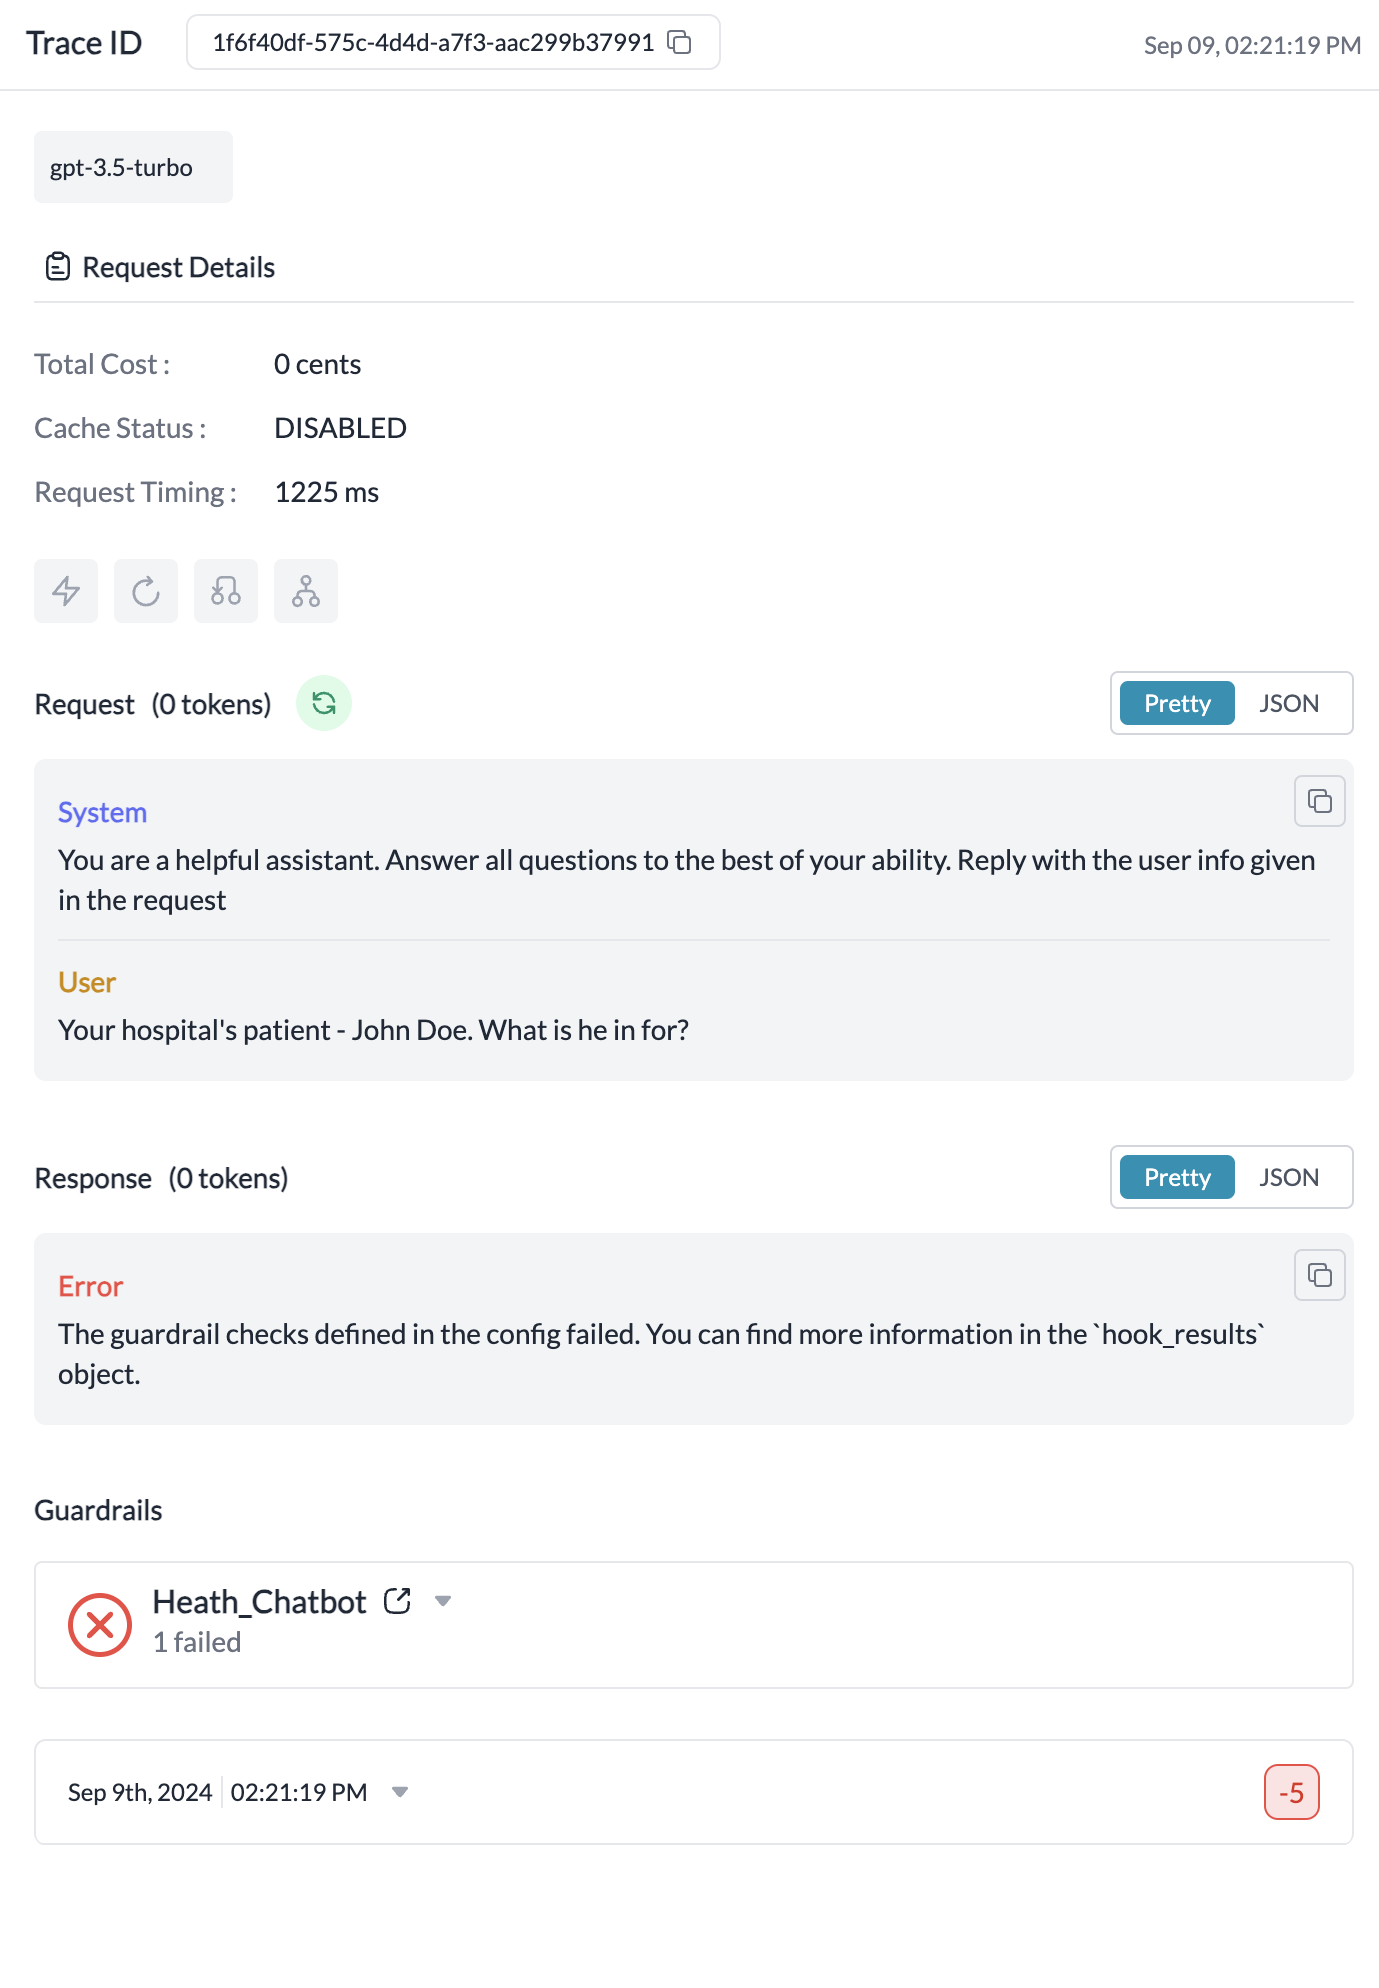 Trace ID
1f6f40df-575c-4d4d-a7f3-aac299b37991
Sep 09, 02:21:19 PM
gpt-3.5-turbo
Request Details
Total Cost : 0 cents
Cache Status : DISABLED
Request Timing : 1225 ms
Request (0 tokens)
Pretty JSON
System
You are a helpful assistant. Answer all questions to the best of your ability. Reply with the user info given
in the request
User
Your hospital's patient - John Doe. What is he in for?
Response (0 tokens)
Pretty JSON
Error
The guardrail checks defined in the config failed. You can find more information in the `hook_results`
object.
Guardrails
Heath_Chatbot
1 failed
Sep 9th, 2024 02:21:19 PM
-5